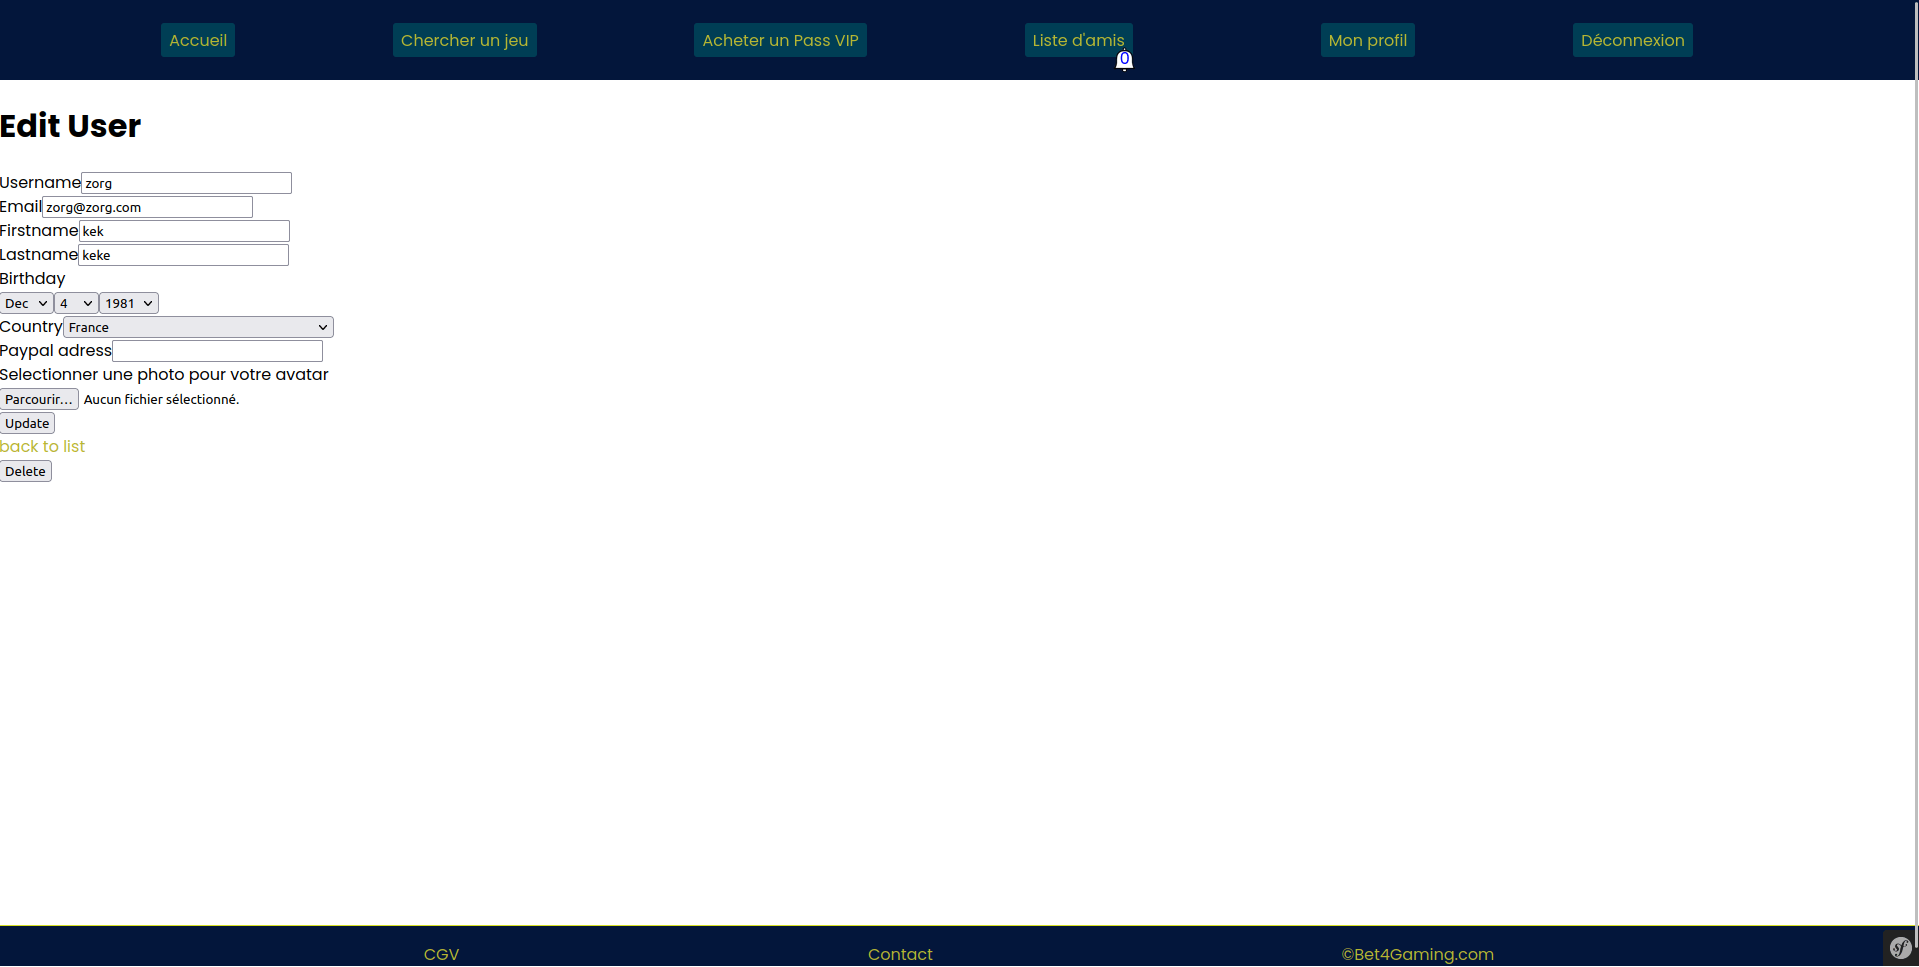 Accueil Chercher un jeu Acheter un Pass VIP Liste d'amis Mon profil Déconnexion
0
Edit User
Username zorg
Email zorg@zorg.com
Firstname kek
Lastname keke
Birthday
Dec 4 1981
Country France
Paypal adress
Selectionner une photo pour votre avatar
Parcourir... Aucun fichier sélectionné.
Update
back to list
Delete
CGV Contact ©Bet4Gaming.com
sf